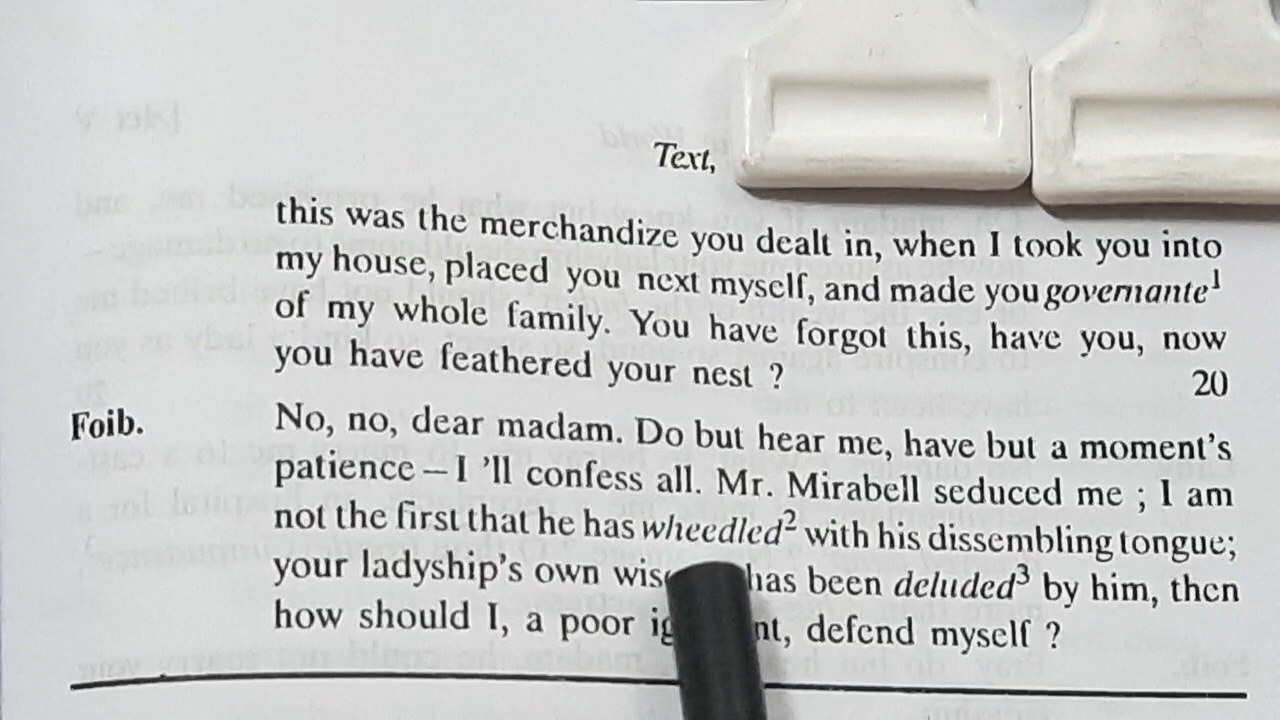 Text,
this was the merchandize you dealt in, when I took you into
my house, placed you next myself, and made you governante¹
of my whole family. You have forgot this, have you, now
you have feathered your nest ? 20
Foib. No, no, dear madam. Do but hear me, have but a moment's
patience – I 'll confess all. Mr. Mirabell seduced me ; I am
not the first that he has wheedled² with his dissembling tongue;
your ladyship's own has been deluded³ by him, then
how should I, a poor defend myself ?